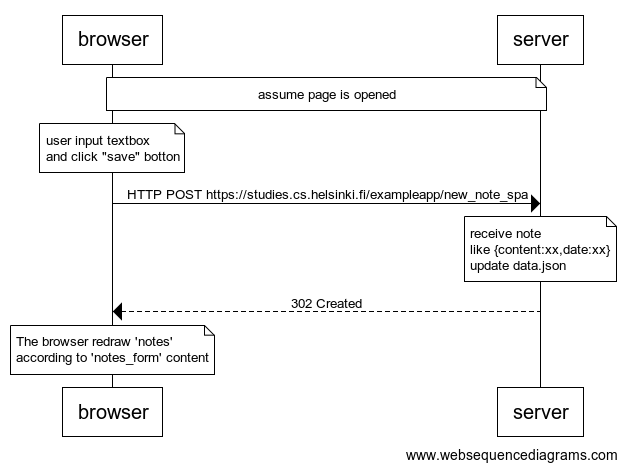 browser
server
assume page is opened
user input textbox
and click "save" botton
HTTP POST https://studies.cs.helsinki.fi/exampleapp/new_note_spa
receive note
like {content:xx,date:xx}
update data.json
302 Created
The browser redraw 'notes'
according to 'notes_form' content
browser
server
www.websequencediagrams.com